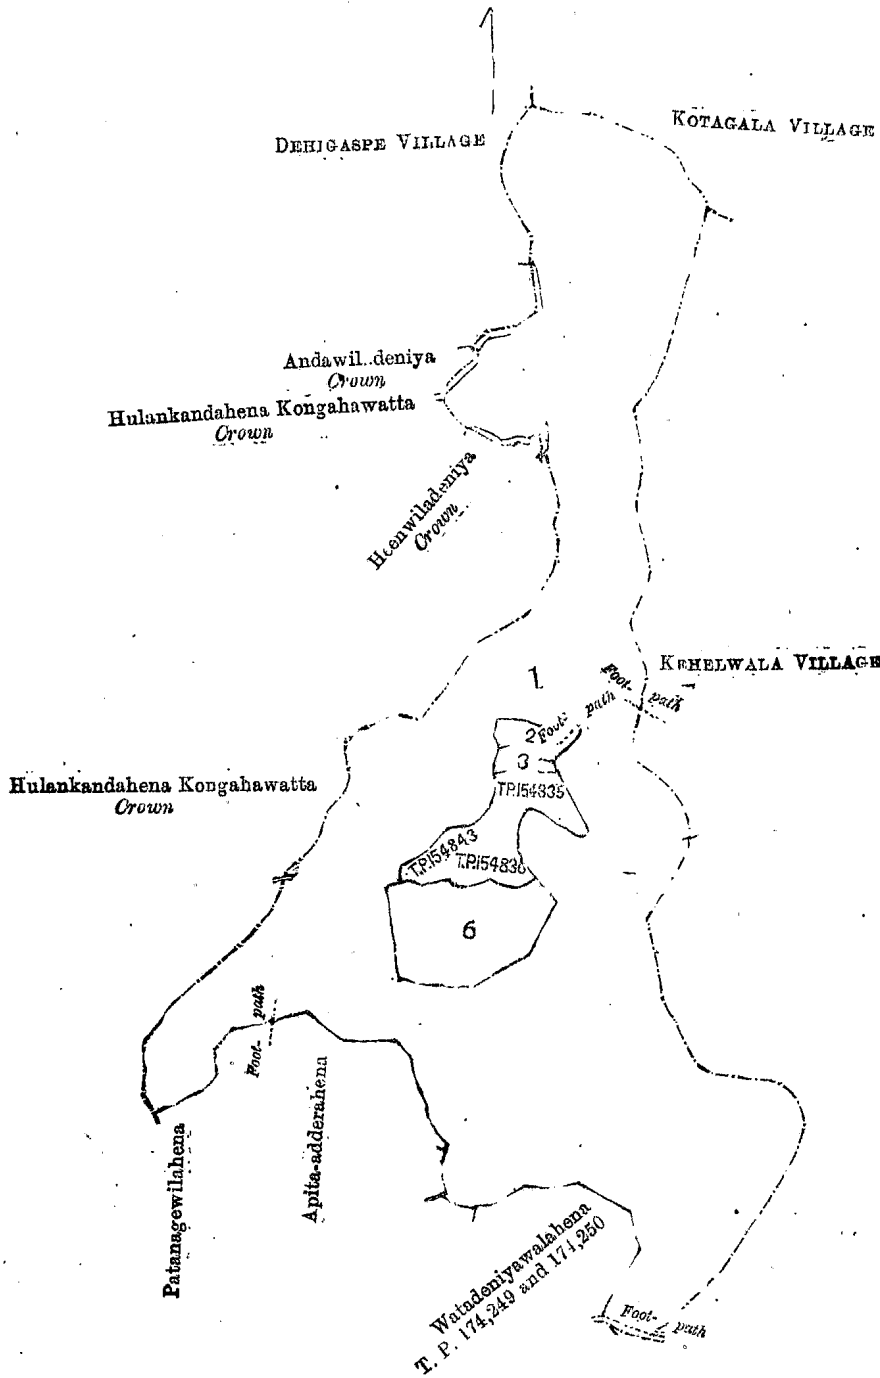 DEHIGASPE VILLAGE
KOTAGALA VILLAGE
Crown
Hulankandahena Kongahawatta
Crown
Heenwiladeniya
Crown
1
KEHELWALA VILLAGE
Foot-
path
Foot-
path
2
3
T.P.154835
Hulankandahena Kongahawatta
Crown
T.P.154843
T.P.154836
6
Foot-
path
Patanagewilahena
Apita-adderahena
Watadeniyawalahena
T. P. 174,249 and 174,250
Foot-
path